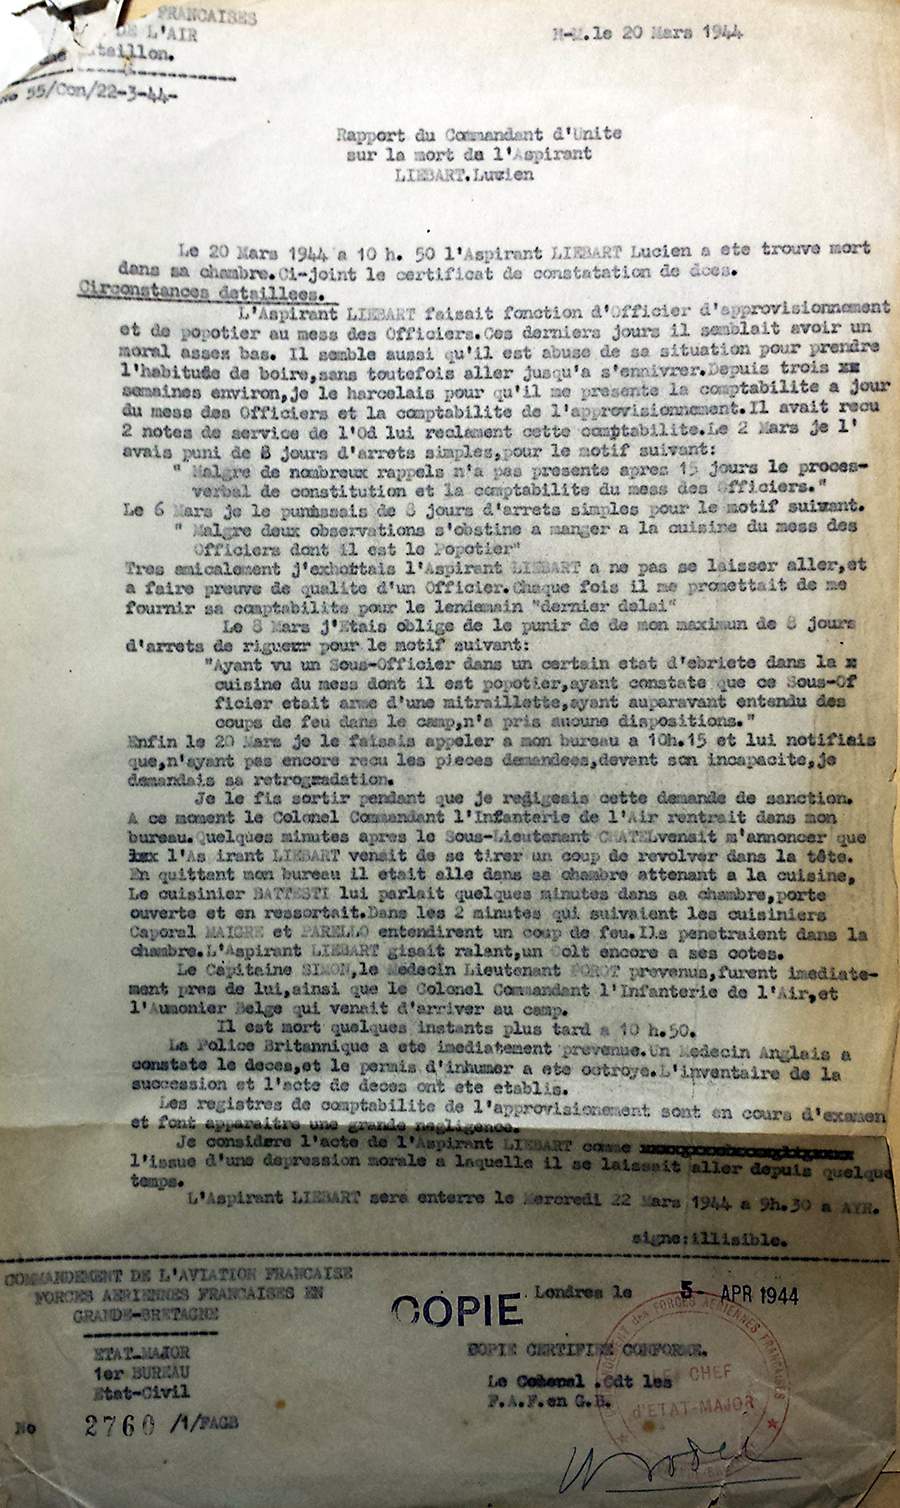 FRANCAISES
DE L'AIR
taillon.
No 55/Con/22-3-44-
H-M.le 20 Mars 1944
Rapport du Commandant d'Unite
sur la mort de l'Aspirant
LIEBART.Lucien
Le 20 Mars 1944 a 10 h. 50 l'Aspirant LIEBART Lucien a ete trouve mort
dans sa chambre.Ci-joint le certificat de constatation de dces.
Circonstances detaillees.
L'Aspirant LIEBART faisait fonction d'Officier d'approvisionnement
et de popotier au mess des Officiers.Ces derniers jours il semblait avoir un
moral asses bas. Il semble aussi qu'il est abuse de sa situation pour prendre
l'habitude de boire,sans toutefois aller jusqu'a s'ennivrer.Depuis trois xx
semaines environ,je le harcelais pour qu'il me presente la comptabilite a jour
du mess des Officiers et la comptabilite de l'approvisionnement.Il avait recu
2 notes de service de l'Od lui reclament cette comptabilite.Le 2 Mars je l'
avais puni de 8 jours d'arrets simples,pour le motif suivant:
" Malgre de nombreux rappels n'a pas presente apres 15 jours le proces-
verbal de constitution et la comptabilite du mess des Officiers."
Le 6 Mars je le punissais de 8 jours d'arrets simples pour le motif suivant.
" Malgre deux observations s'obstine a manger a la cuisine du mess des
Officiers dont il est le Popotier"
Tres amicalement j'exhortais l'Aspirant LIEBART a ne pas se laisser aller,et
a faire preuve de qualite d'un Officier.Chaque fois il me promettait de me
fournir sa comptabilite pour le lendemain "dernier delai"
Le 8 Mars j'Etais oblige de le punir de de mon maximun de 8 jours
d'arrets de rigueur pour le motif suivant:
"Ayant vu un Sous-Officier dans un certain etat d'ebriete dans la x
cuisine du mess dont il est popotier,ayant constate que ce Sous-Of
ficier etait arme d'une mitraillette,ayant auparavant entendu des
coups de feu dans le camp,n'a pris aucune dispositions."
Enfin le 20 Mars je le faisais appeler a mon bureau a 10h.15 et lui notifiais
que,n'ayant pas encore recu les pieces demandees,devant son incapacite,je
demandais sa retrogradation.
Je le fis sortir pendant que je redigeais cette demande de sanction.
A ce moment le Colonel Commandant l'Infanterie de l'Air rentrait dans mon
bureau.Quelques minutes apres le Sous-Lieutenant CHATELvensit m'annoncer que
l'As irant LIEBART venait de se tirer un coup de revolver dans la tête.
En quittant mon bureau il etait alle dans sa chambre attenant a la cuisine,
Le cuisinier BATTESTI lui parlait quelques minutes dans sa chambre,porte
ouverte et en ressortait.Dans les 2 minutes qui suivaient les cuisiniers
Caporal MAIGRE et PARELLO entendirent un coup de feu.Ils penetraient dans la
chambre.L'Aspirant LIEBART gisait ralant,un Colt encore a ses cotes.
Le Capitaine SIMON,le Medecin Lieutenant POROT prevenus,furent imediate-
ment pres de lui,ainsi que le Colonel Commandant l'Infanterie de l'Air,et
l'Aumonier Belge qui venait d'arriver au camp.
Il est mort quelques instants plus tard a 10 h.50.
La Police Britannique a ete imediatement prevenue.Un Medecin Anglais a
constate le deces,et le permis d'inhumer a ete octroye.L'inventaire de la
succession et l'acte de deces ont ete etablis.
Les registres de comptabilite de l'approvisionement sont en cours d'examen
et font apparaitre une grande negligence.
Je considere l'acte de l'Aspirant LIEBART comme
l'issue d'une depression morale a laquelle il se laissait aller depuis quelque
temps.
L'Aspirant LIEBART sera enterre le Mercredi 22 Mars 1944 a 9h.30 a AYR.
signe:illisible.
COMMANDEMENT DE L'AVIATION FRANCAISE
FORCES AERIENNES FRANCAISES EN
GRANDE-BRETAGNE
ETAT-MAJOR
1er BUREAU
Etat-Civil
No 2760 /1/FAGB
COPIE
Londres le 5 APR 1944
COPIE CERTIFIEE CONFORME.
Le Colonel .Cdt les
F.A.F.en G.B.
des FORCES AERIENNES FRANCAISES
LE CHEF
d'ETAT-MAJOR